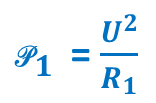 𝒫₁ = U² / R₁